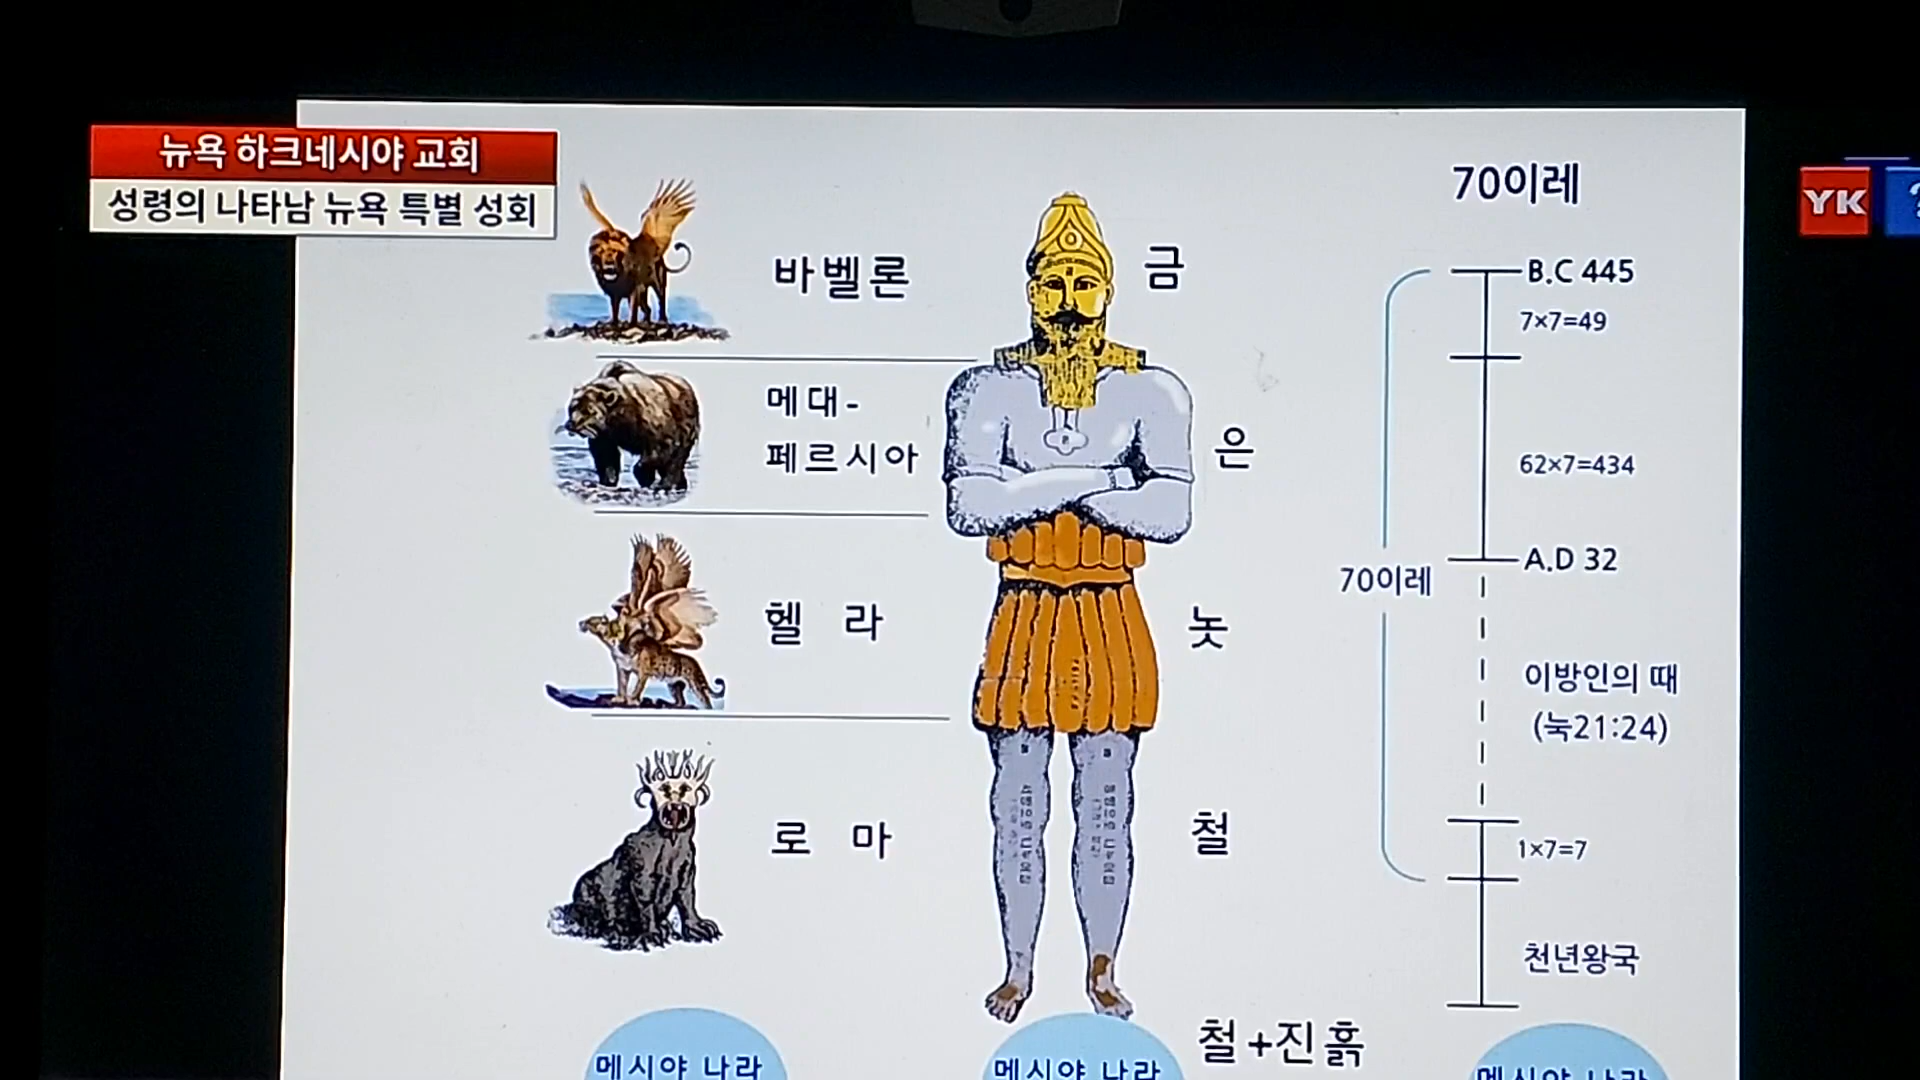 뉴욕 하크네시야 교회
성령의 나타남 뉴욕 특별 성회
YK
바벨론
금
메대-
페르시아
은
헬 라
놋
로 마
철
철+진흙
메시야 나라
메시야 나라
70이레
B.C 445
7×7=49
62×7=434
A.D 32
70이레
이방인의 때
(눅21:24)
1×7=7
천년왕국
메시야 나라